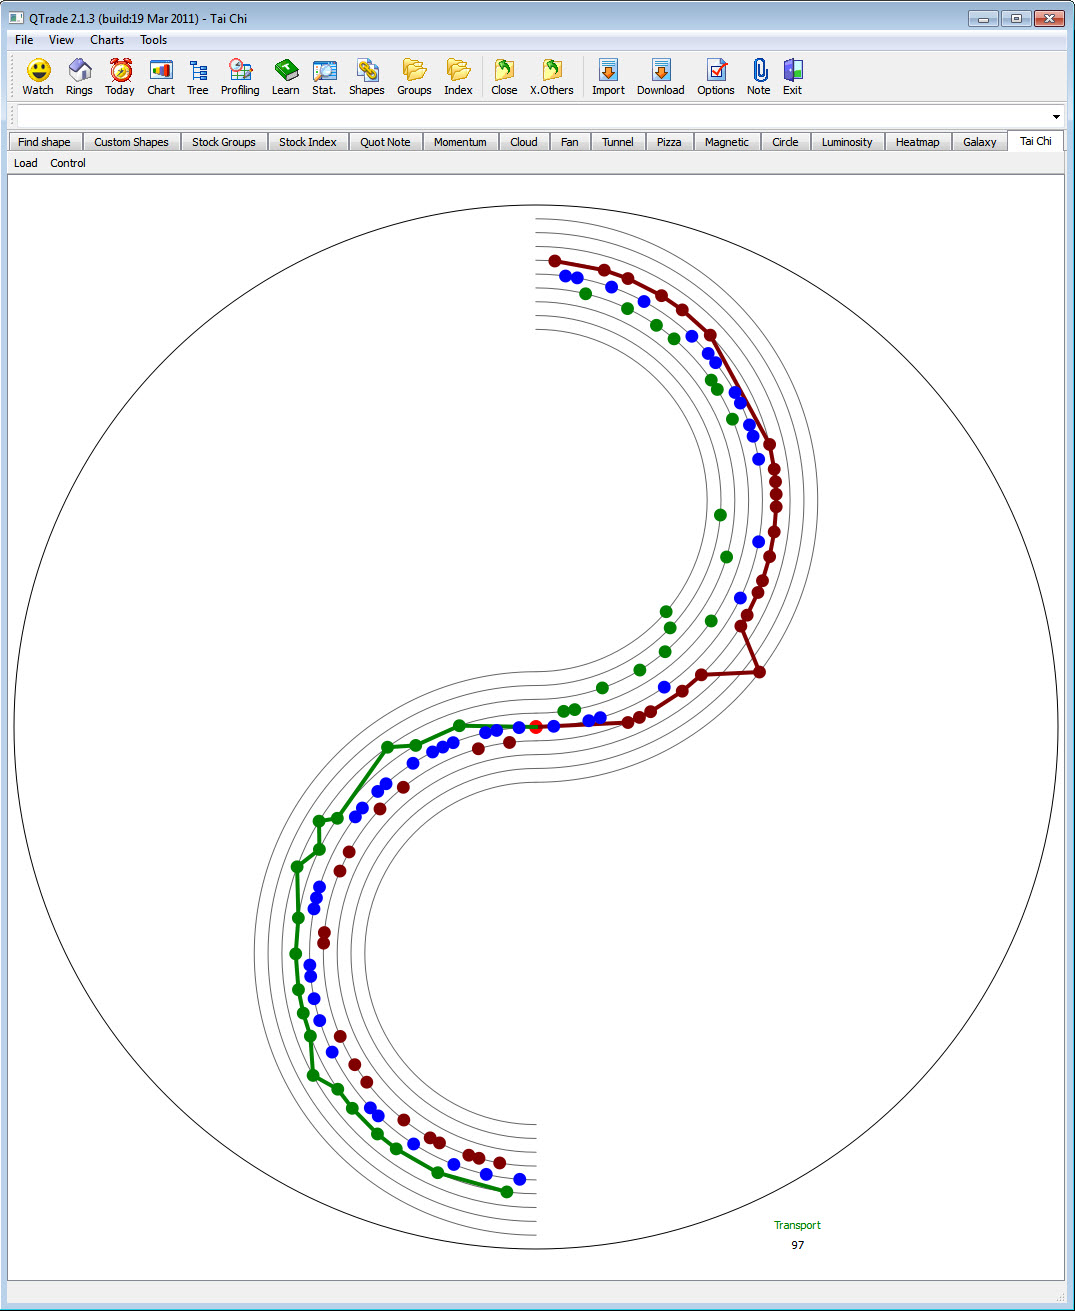 QTrade 2.1.3 (build:19 Mar 2011) - Tai Chi
File View Charts Tools
Watch Rings Today Chart Tree Profiling Learn Stat. Shapes Groups Index Close X.Others Import Download Options Note Exit
Find shape Custom Shapes Stock Groups Stock Index Quot Note Momentum Cloud Fan Tunnel Pizza Magnetic Circle Luminosity Heatmap Galaxy Tai Chi
Load Control
Transport
97